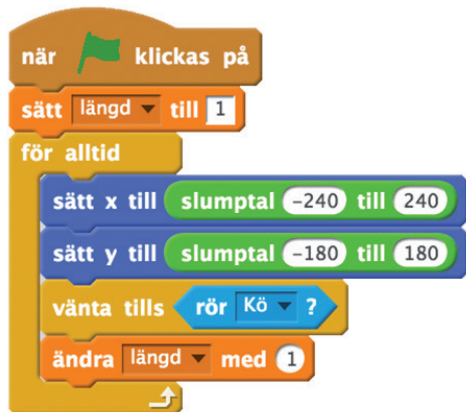 när klickas på
sätt längd till 1
för alltid
sätt x till slumptal -240 till 240
sätt y till slumptal -180 till 180
vänta tills rör Kö ?
ändra längd med 1